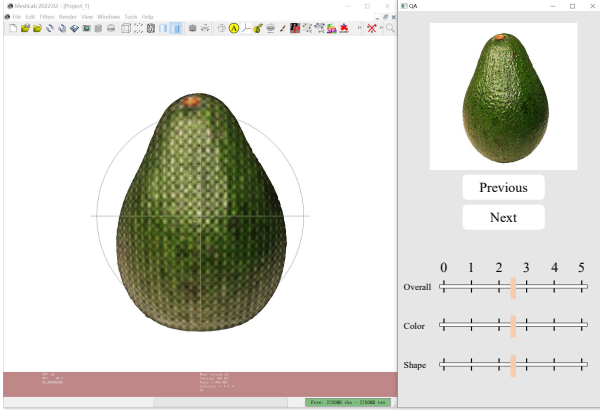 MeshLab 2022.02 - [Project_1]
File Edit Filters Render View Windows Tools Help
QA
Previous
Next
0 1 2 3 4 5
Overall
Color
Shape